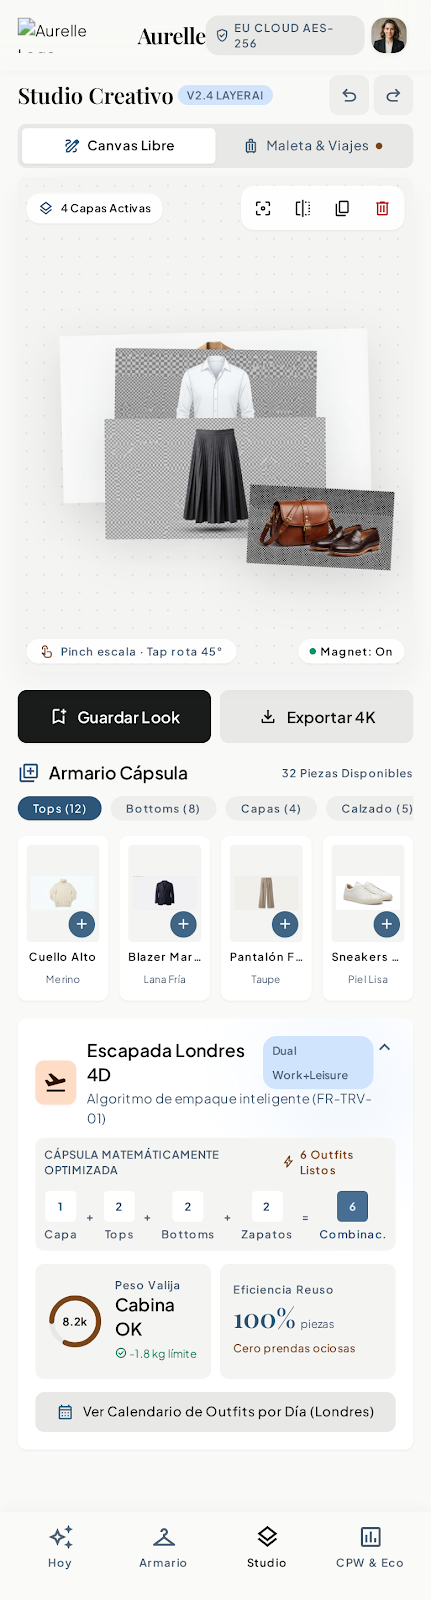 Aurelle
Aurelle
EU CLOUD AES-
256
Studio Creativo
V2.4 LAYERAI
Canvas Libre
Maleta & Viajes
4 Capas Activas
Pinch escala · Tap rota 45°
Magnet: On
Guardar Look
Exportar 4K
Armario Cápsula
32 Piezas Disponibles
Tops (12)
Bottoms (8)
Capas (4)
Calzado (5)
Cuello Alto
Merino
Blazer Mar…
Lana Fría
Pantalón F…
Taupe
Sneakers …
Piel Lisa
Escapada Londres
4D
Dual
Work+Leisure
Algoritmo de empaque inteligente (FR-TRV-
01)
CÁPSULA MATEMÁTICAMENTE
OPTIMIZADA
6 Outfits
Listos
1 + 2 + 2 + 2 = 6
Capa Tops Bottoms Zapatos Combinac.
8.2k
Peso Valija
Cabina
OK
-1.8 kg límite
Eficiencia Reuso
100% piezas
Cero prendas ociosas
Ver Calendario de Outfits por Día (Londres)
Hoy
Armario
Studio
CPW & Eco